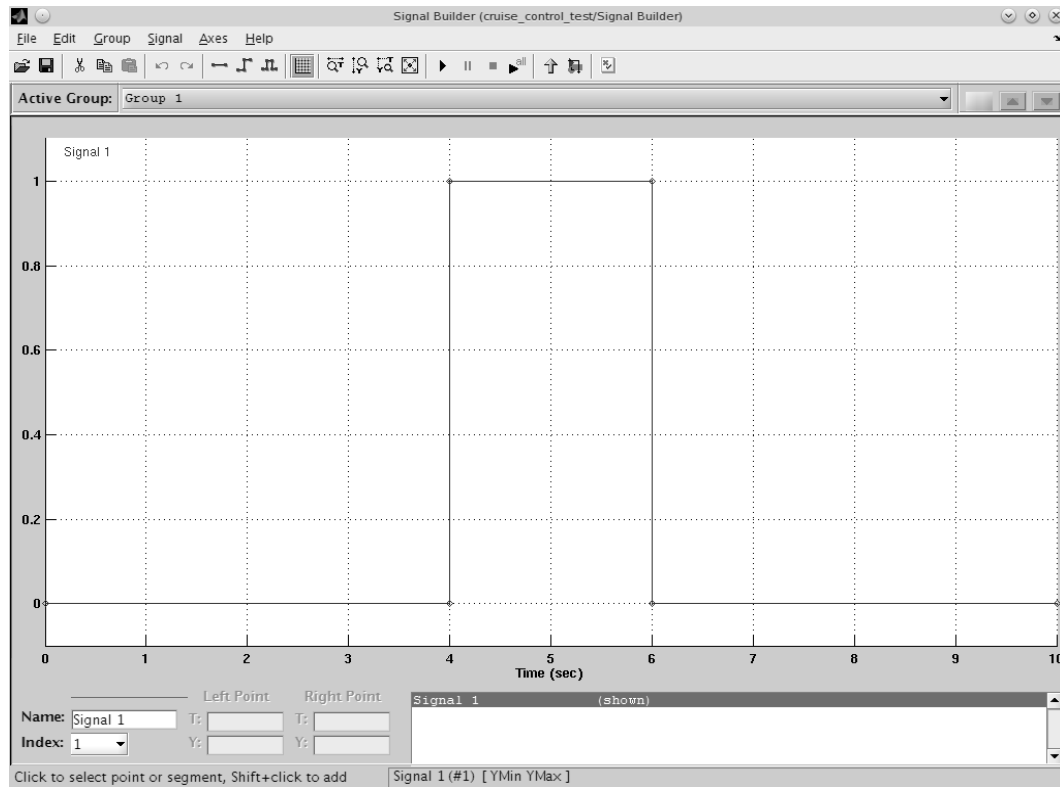 Signal Builder (cruise_control_test/Signal Builder)
File Edit Group Signal Axes Help
all
Active Group: Group 1
Signal 1
1
0.8
0.6
0.4
0.2
0
0 1 2 3 4 5 6 7 8 9 10
Time (sec)
Left Point Right Point
Name: Signal 1 T: T:
Index: 1 Y: Y:
Signal 1 (shown)
Click to select point or segment, Shift+click to add
Signal 1 (#1) [ YMin YMax ]